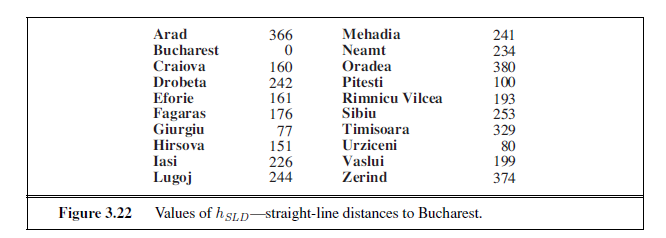 Arad 366 Mehadia 241
Bucharest 0 Neamt 234
Craiova 160 Oradea 380
Drobeta 242 Pitesti 100
Eforie 161 Rimnicu Vilcea 193
Fagaras 176 Sibiu 253
Giurgiu 77 Timisoara 329
Hirsova 151 Urziceni 80
Iasi 226 Vaslui 199
Lugoj 244 Zerind 374
Figure 3.22 Values of hSLD—straight-line distances to Bucharest.